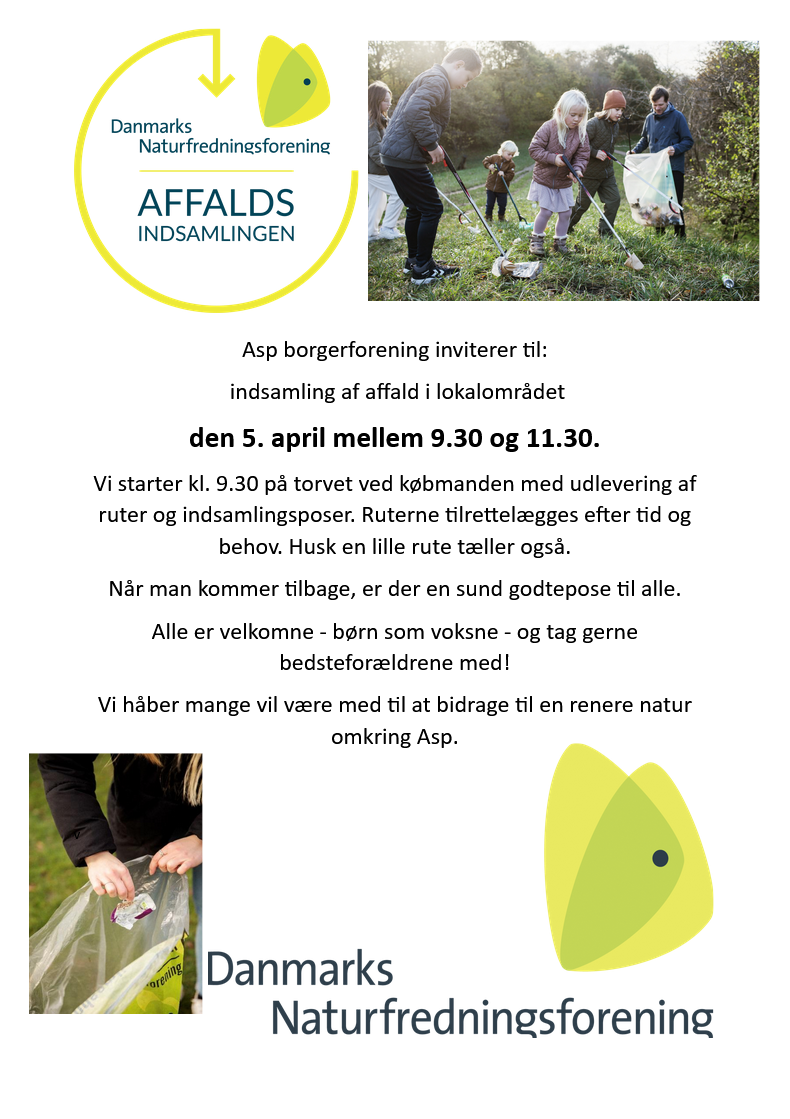 Danmarks
Naturfredningsforening
AFFALDS
INDSAMLINGEN
Asp borgerforening inviterer til:
indsamling af affald i lokalområdet
den 5. april mellem 9.30 og 11.30.
Vi starter kl. 9.30 på torvet ved købmanden med udlevering af
ruter og indsamlingsposer. Ruterne tilrettelægges efter tid og
behov. Husk en lille rute tæller også.
Når man kommer tilbage, er der en sund godtepose til alle.
Alle er velkomne - børn som voksne - og tag gerne
bedsteforældrene med!
Vi håber mange vil være med til at bidrage til en renere natur
omkring Asp.
Danmarks
Naturfredningsforening